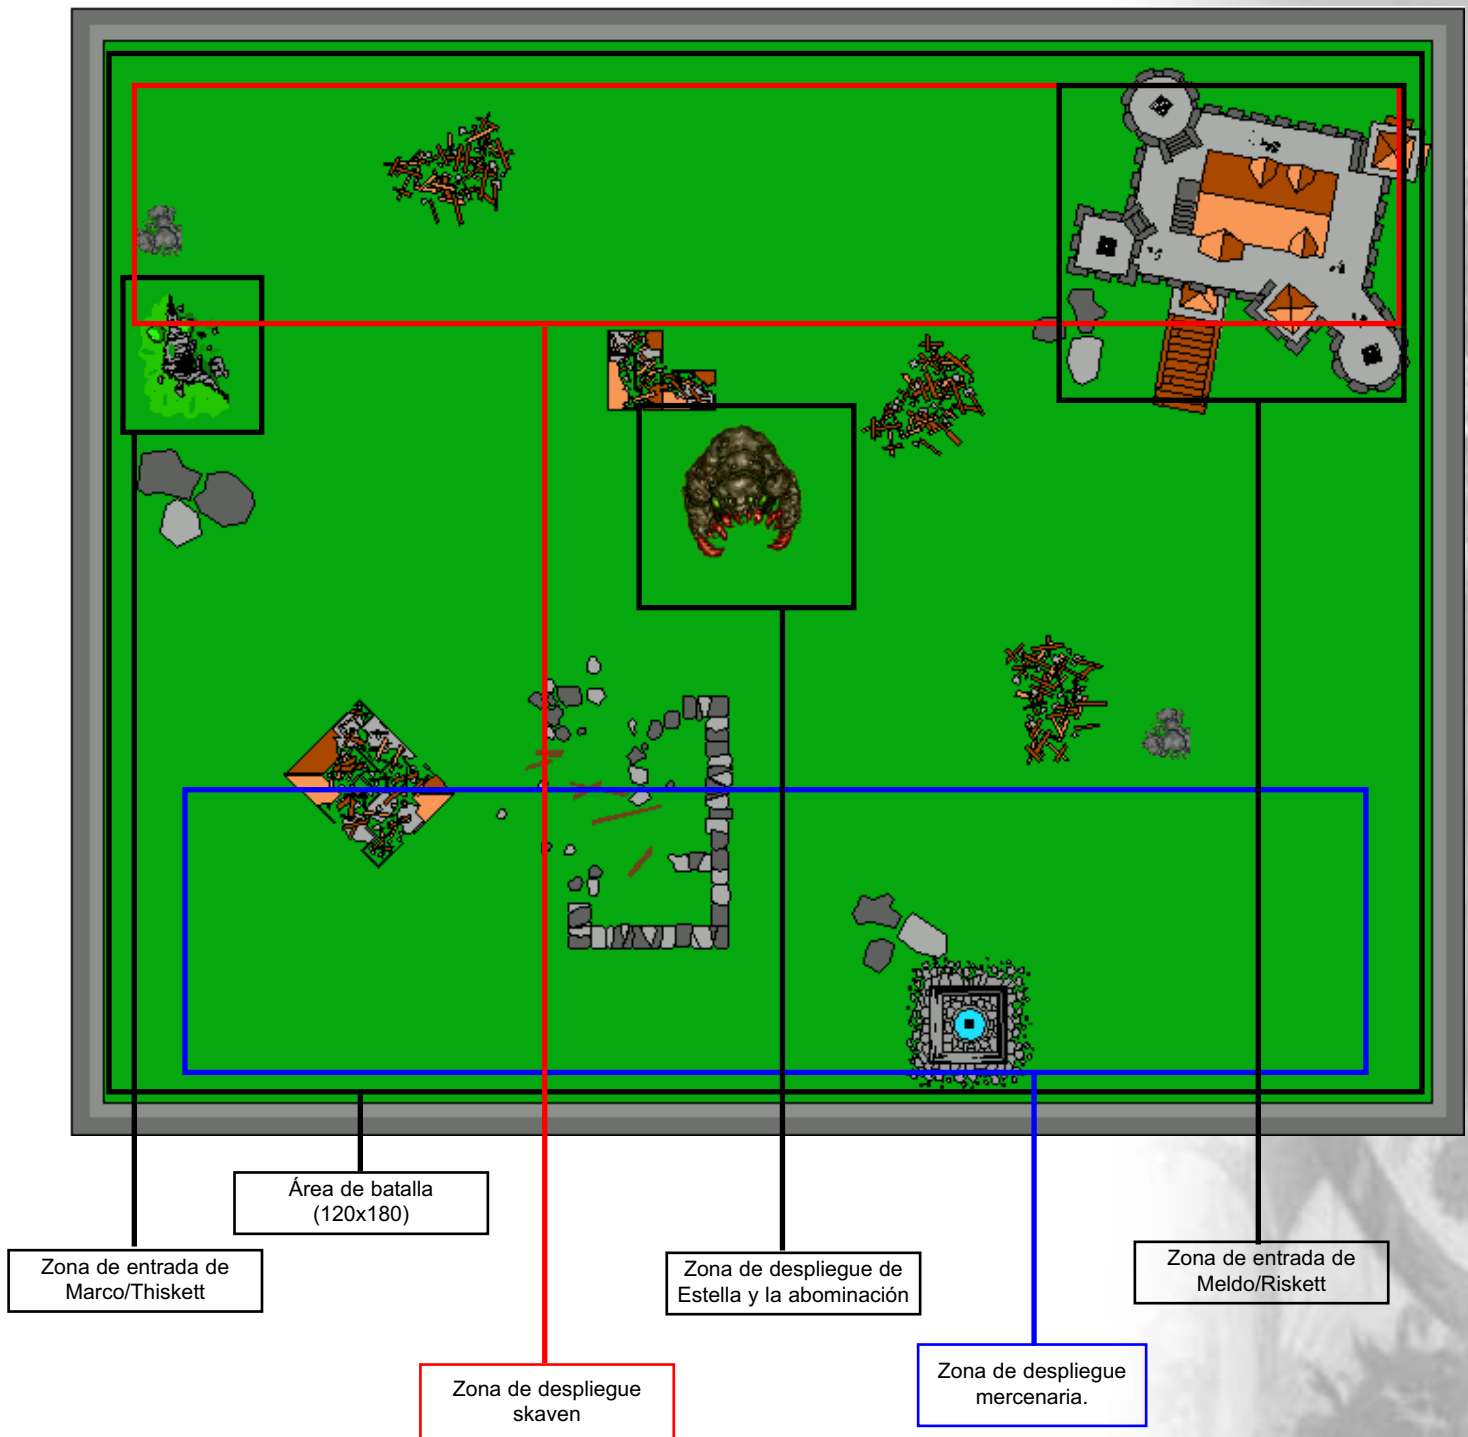 Área de batalla
(120x180)
Zona de entrada de
Marco/Thiskett
Zona de despliegue de
Estella y la abominación
Zona de entrada de
Meldo/Riskett
Zona de despliegue
skaven
Zona de despliegue
mercenaria.